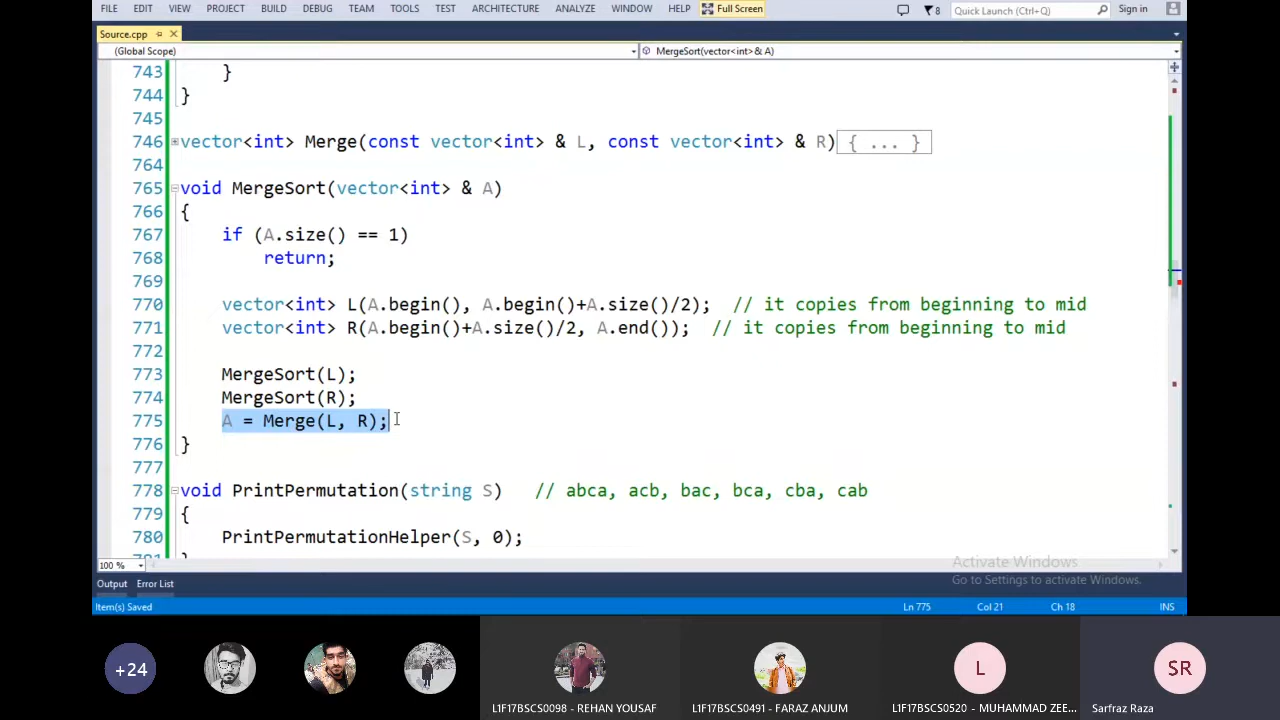 FILE EDIT VIEW PROJECT BUILD DEBUG TEAM TOOLS TEST ARCHITECTURE ANALYZE WINDOW HELP Full Screen 8 Quick Launch (Ctrl+Q) Sign in
Source.cpp
(Global Scope) MergeSort(vector<int> & A)
743 }
744 }
745
746 vector<int> Merge(const vector<int> & L, const vector<int> & R){ ... }
764
765 void MergeSort(vector<int> & A)
766 {
767 if (A.size() == 1)
768 return;
769
770 vector<int> L(A.begin(), A.begin()+A.size()/2); // it copies from beginning to mid
771 vector<int> R(A.begin()+A.size()/2, A.end()); // it copies from beginning to mid
772
773 MergeSort(L);
774 MergeSort(R);
775 A = Merge(L, R);
776 }
777
778 void PrintPermutation(string S) // abca, acb, bac, bca, cba, cab
779 {
780 PrintPermutationHelper(S, 0);
781 }
100 %
Activate Windows
Go to Settings to activate Windows.
Output Error List
Item(s) Saved Ln 775 Col 21 Ch 18 INS
+24 L SR
L1F17BSCS0098 - REHAN YOUSAF L1F17BSCS0491 - FARAZ ANJUM L1F17BSCS0520 - MUHAMMAD ZEE... Sarfraz Raza